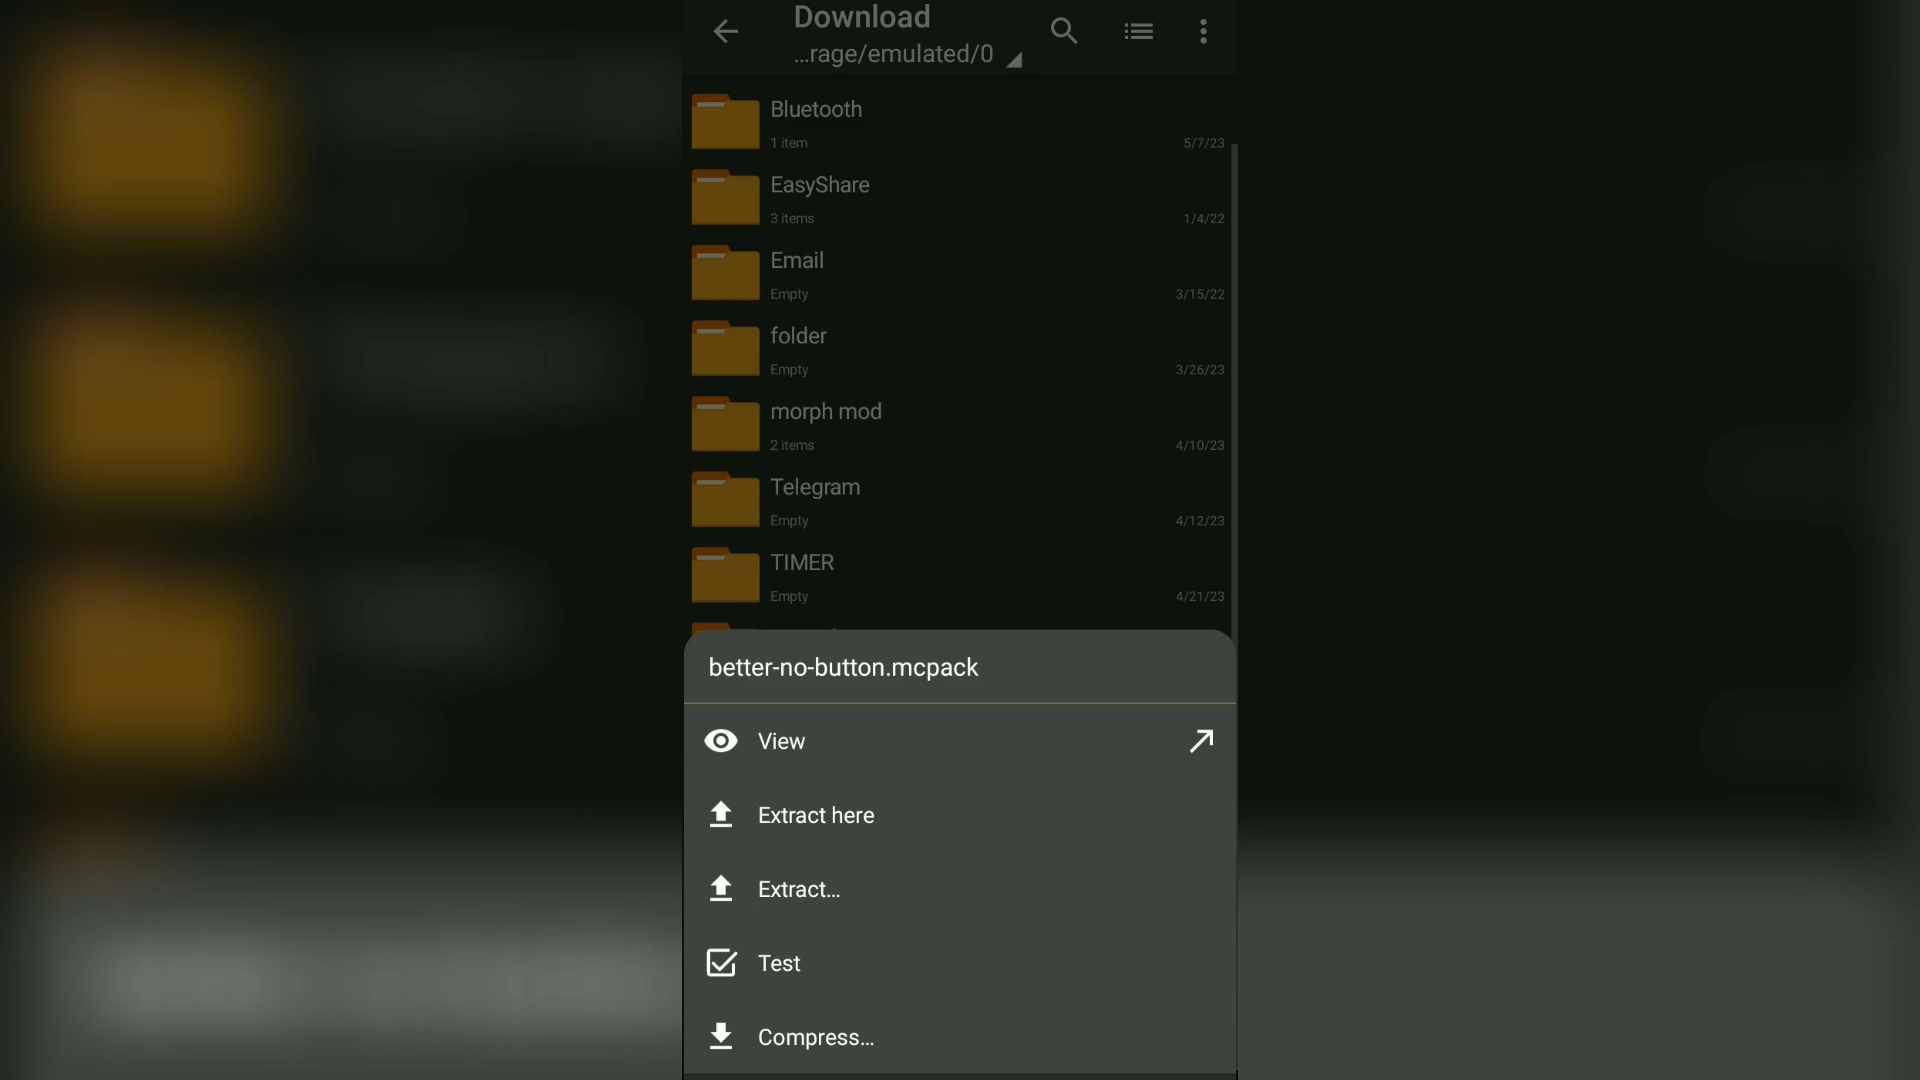 Download
...rage/emulated/0
Bluetooth
1 item
5/7/23
EasyShare
3 items
1/4/22
Email
Empty
3/15/22
folder
Empty
3/26/23
morph mod
2 items
4/10/23
Telegram
Empty
4/12/23
TIMER
Empty
4/21/23
better-no-button.mcpack
View
Extract here
Extract...
Test
Compress...